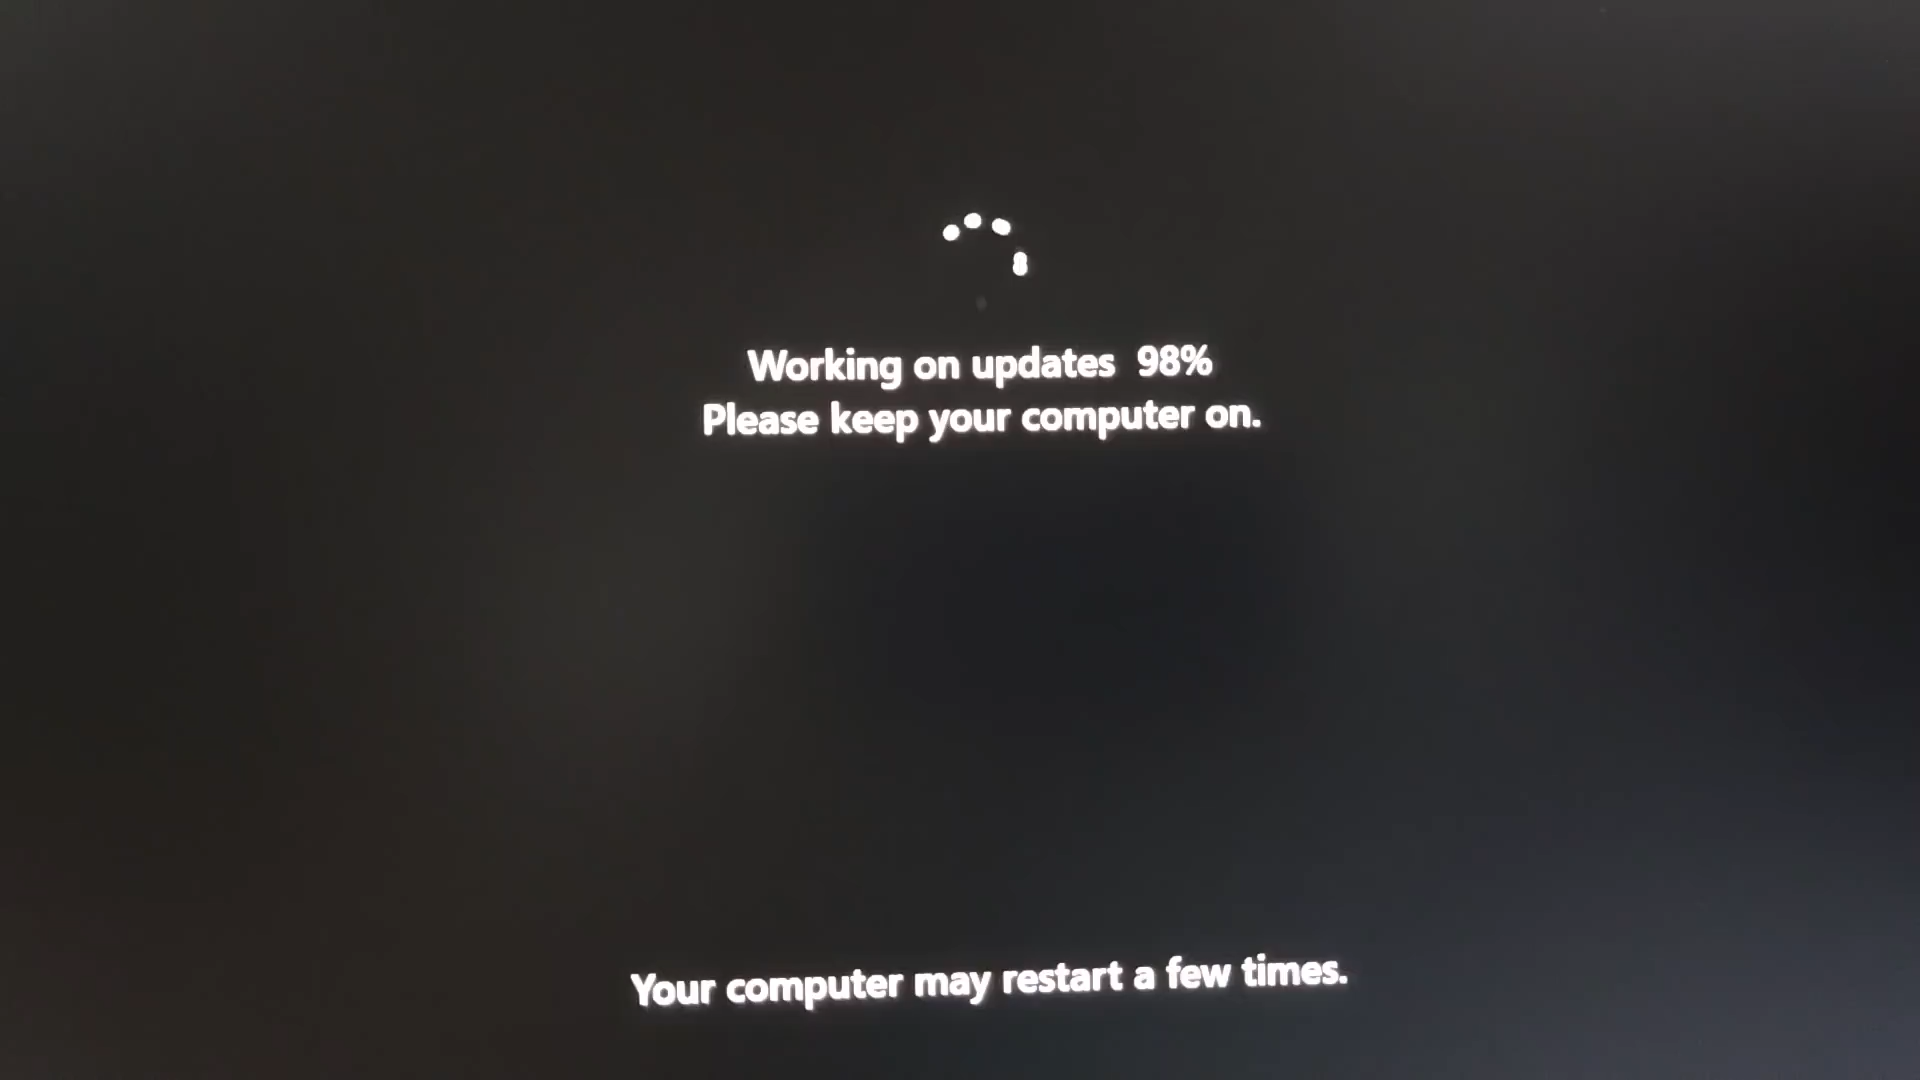 Working on updates  98%
Please keep your computer on.
Your computer may restart a few times.